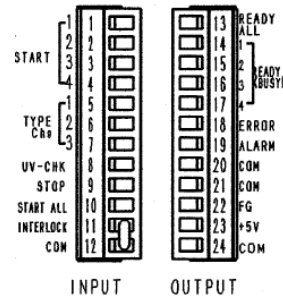 START
1 1
2 2
3 3
4 4
TYPE Chg
1 5
2 6
3 7
UV-CHK 8
STOP 9
START ALL 10
INTERLOCK 11
COM 12
INPUT
13 READY ALL
14 1
15 2
16 3
17 4
READY (BUSY)
18 ERROR
19 ALARM
20 COM
21 COM
22 FG
23 +5V
24 COM
OUTPUT